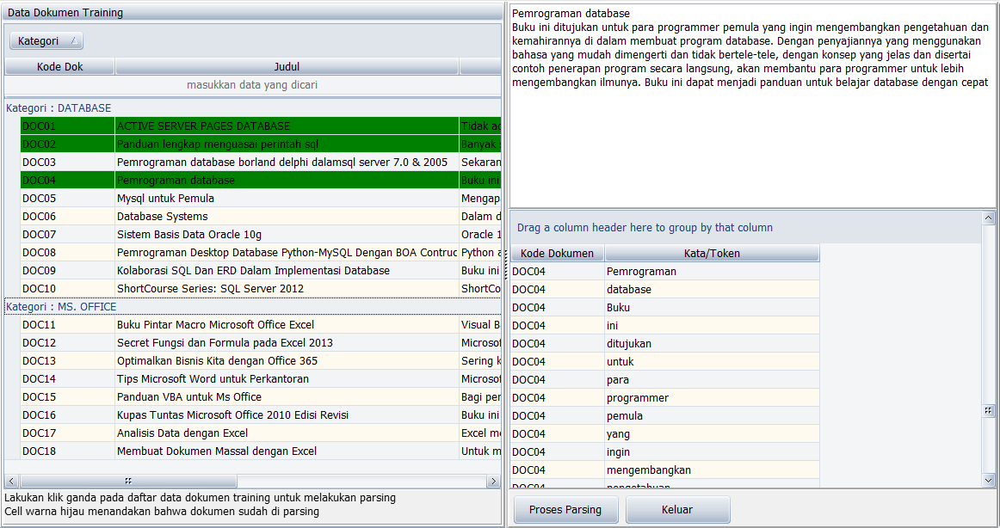 Data Dokumen Training
Kategori
Kode Dok Judul
masukkan data yang dicari
Kategori : DATABASE
DOC01 ACTIVE SERVER PAGES DATABASE Tidak
DOC02 Panduan lengkap menguasai perintah sql Banyak
DOC03 Pemrograman database borland delphi dalamsql server 7.0 & 2005 Sekaran
DOC04 Pemrograman database Buku ini
DOC05 Mysql untuk Pemula Mengap
DOC06 Database Systems Dalam d
DOC07 Sistem Basis Data Oracle 10g Oracle 1
DOC08 Pemrograman Desktop Database Python-MySQL Dengan BOA Contruc Python a
DOC09 Kolaborasi SQL Dan ERD Dalam Implementasi Database Buku ini
DOC10 ShortCourse Series: SQL Server 2012 ShortCo
Kategori : MS. OFFICE
DOC11 Buku Pintar Macro Microsoft Office Excel Visual B
DOC12 Secret Fungsi dan Formula pada Excel 2013 Microsof
DOC13 Optimalkan Bisnis Kita dengan Office 365 Sering k
DOC14 Tips Microsoft Word untuk Perkantoran Microsof
DOC15 Panduan VBA untuk Ms Office Bagi per
DOC16 Kupas Tuntas Microsoft Office 2010 Edisi Revisi Buku ini
DOC17 Analisis Data dengan Excel Excel me
DOC18 Membuat Dokumen Massal dengan Excel Untuk m
Lakukan klik ganda pada daftar data dokumen training untuk melakukan parsing
Cell warna hijau menandakan bahwa dokumen sudah di parsing
Pemrograman database
Buku ini ditujukan untuk para programmer pemula yang ingin mengembangkan pengetahuan dan
kemahirannya di dalam membuat program database. Dengan penyajiannya yang menggunakan
bahasa yang mudah dimengerti dan tidak bertele-tele, dengan konsep yang jelas dan disertai
contoh penerapan program secara langsung, akan membantu para programmer untuk lebih
mengembangkan ilmunya. Buku ini dapat menjadi panduan untuk belajar database dengan cepat
Drag a column header here to group by that column
Kode Dokumen Kata/Token
DOC04 Pemrograman
DOC04 database
DOC04 Buku
DOC04 ini
DOC04 ditujukan
DOC04 untuk
DOC04 para
DOC04 programmer
DOC04 pemula
DOC04 yang
DOC04 ingin
DOC04 mengembangkan
DOC04 pengetahuan
Proses Parsing Keluar